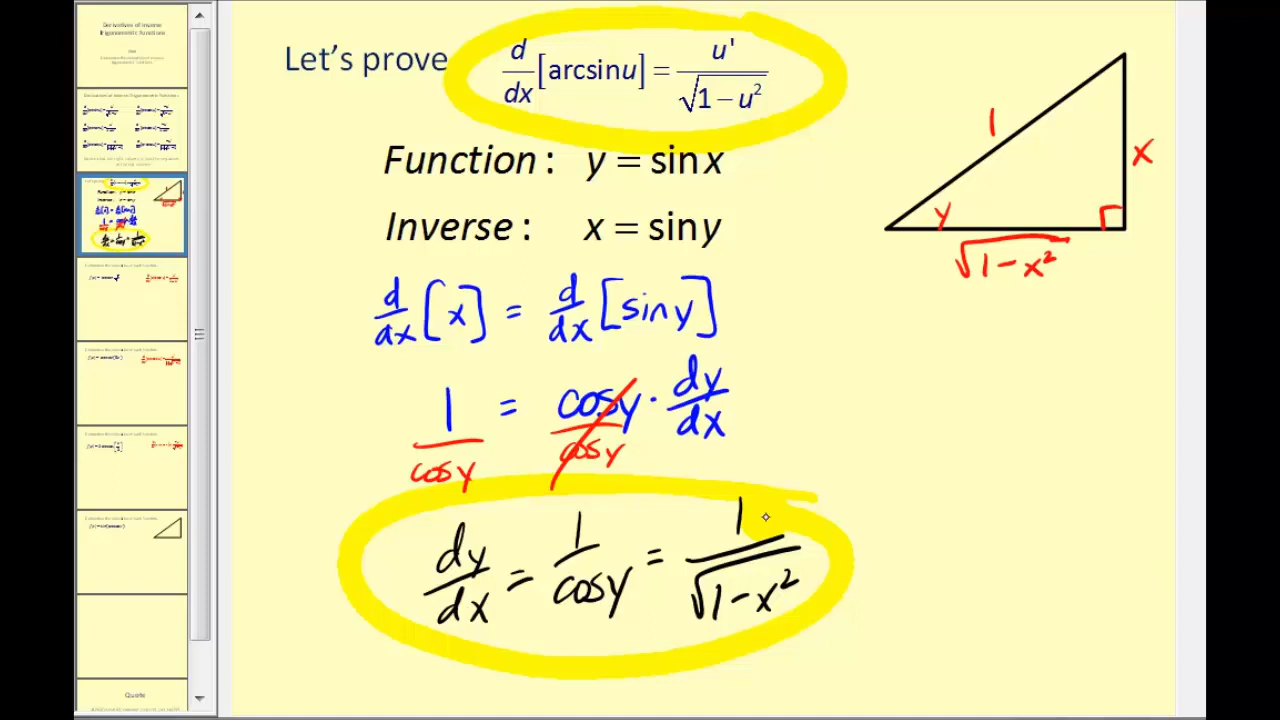 Derivatives of Inverse
Trigonometric Functions
Let's prove d/dx [arcsin u] = u' / √(1 − u²)
Function: y = sin x
Inverse: x = sin y
d/dx [x] = d/dx [sin y]
1 = cos y · dy/dx
cos y cos y
dy/dx = 1/cos y = 1/√(1 − x²)
1
x
y
√(1 − x²)
Quote